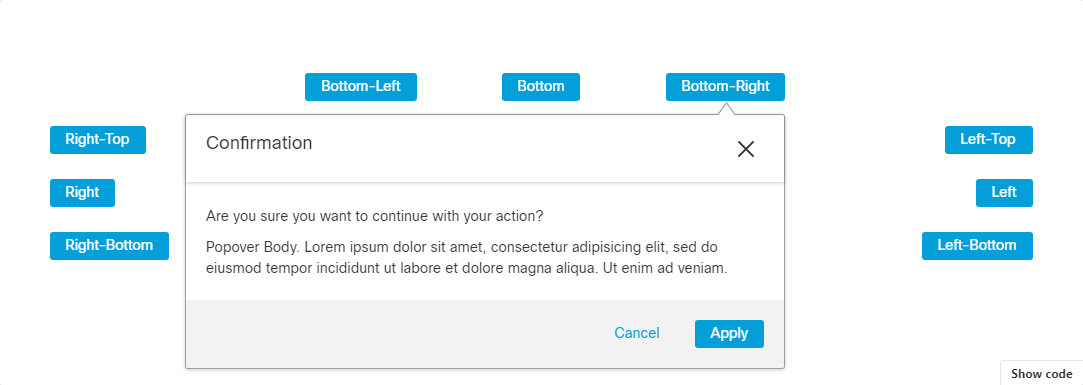 Bottom-Left
Bottom
Bottom-Right
Right-Top
Confirmation
Left-Top
Right
Left
Are you sure you want to continue with your action?
Right-Bottom
Popover Body. Lorem ipsum dolor sit amet, consectetur adipisicing elit, sed do
eiusmod tempor incididunt ut labore et dolore magna aliqua. Ut enim ad veniam.
Left-Bottom
Cancel
Apply
Show code